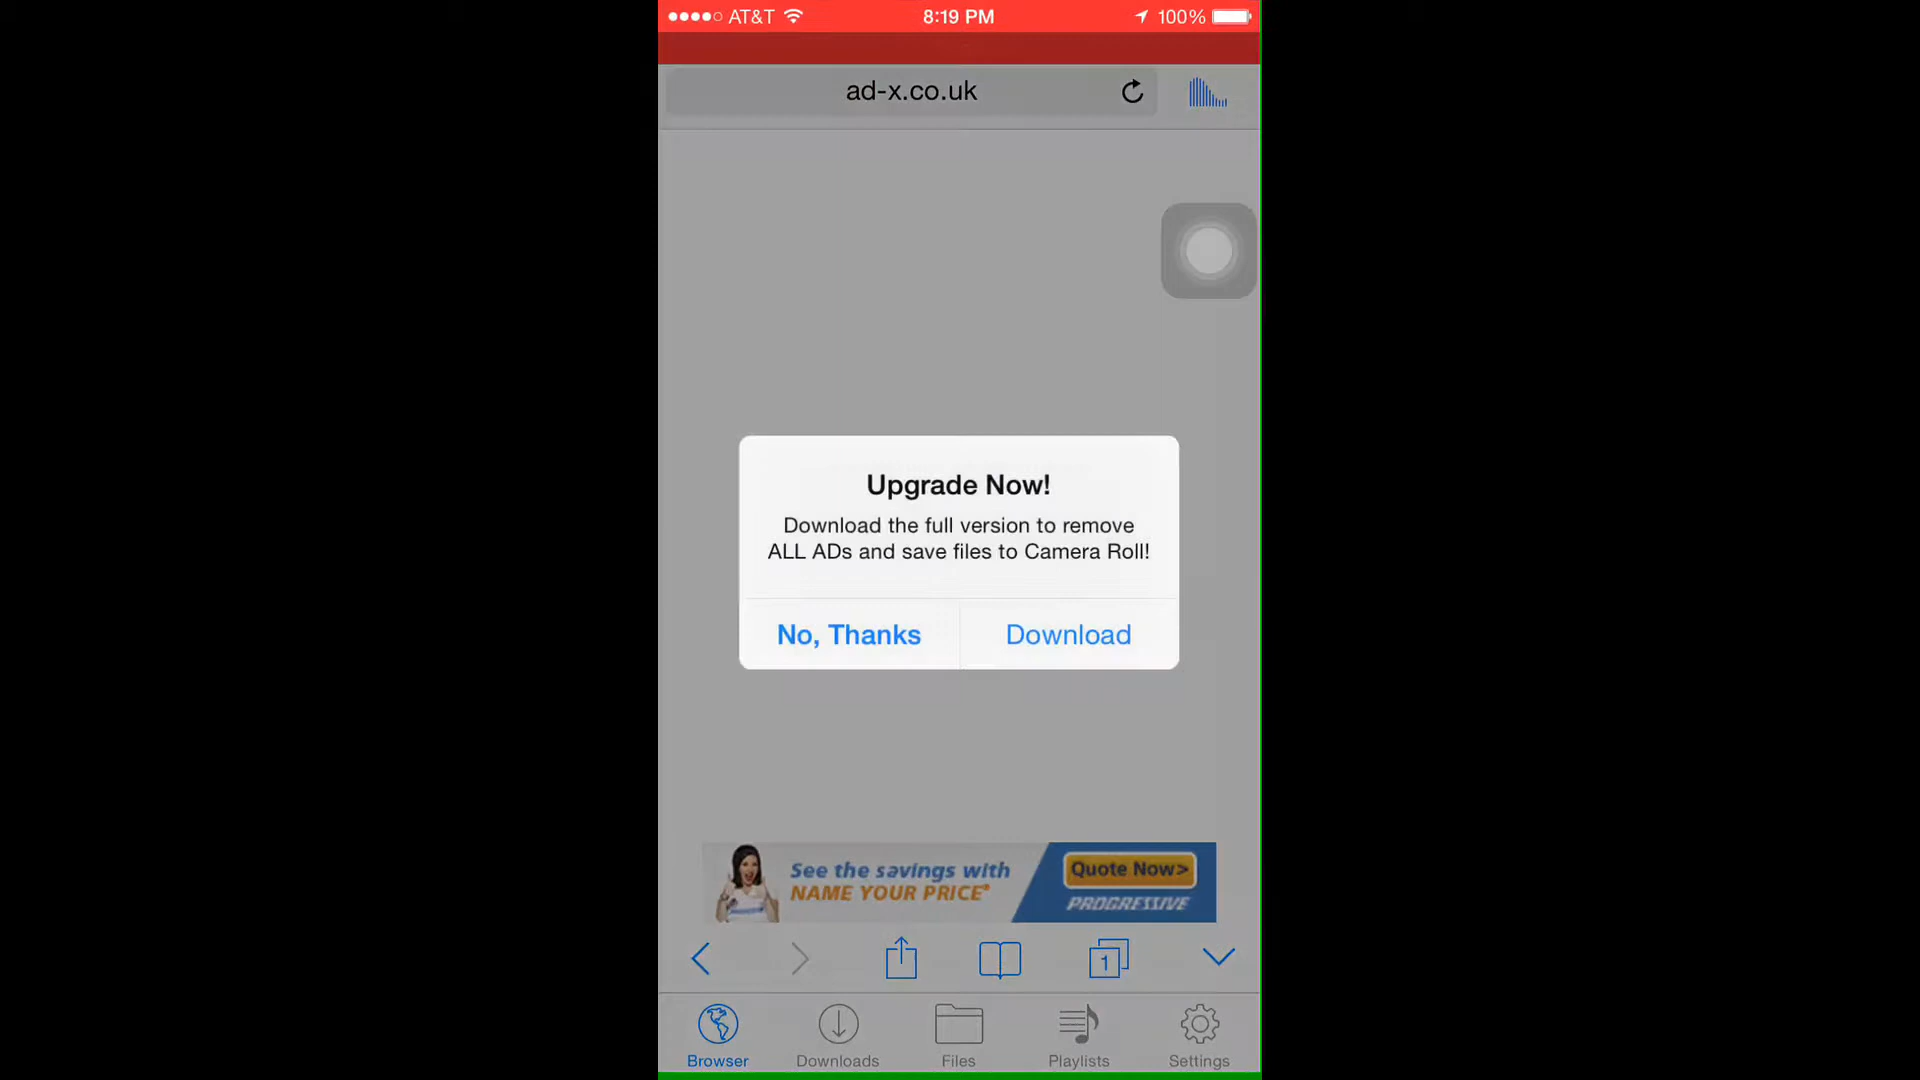 AT&T 8:19 PM 100%
ad-x.co.uk
Upgrade Now!
Download the full version to remove
ALL ADs and save files to Camera Roll!
No, Thanks Download
See the savings with
NAME YOUR PRICE®
Quote Now>
PROGRESSIVE
1
Browser Downloads Files Playlists Settings